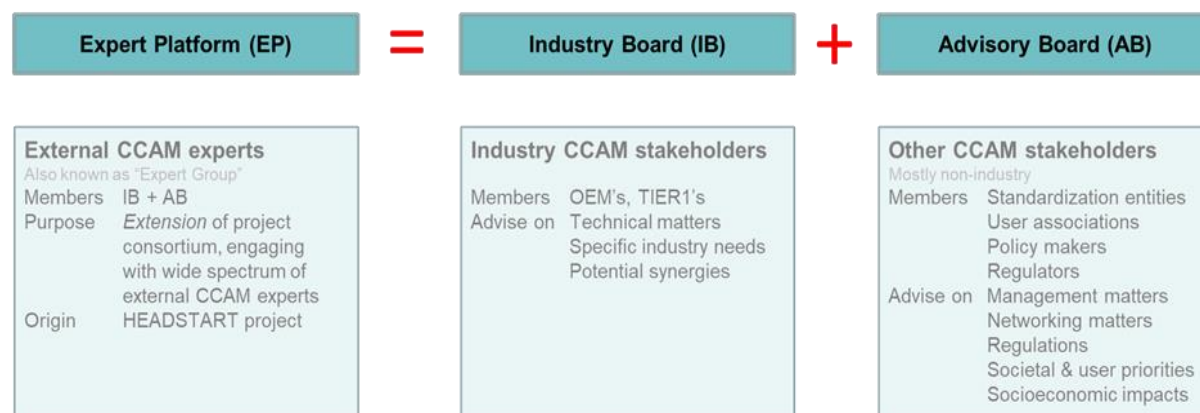 Expert Platform (EP) = Industry Board (IB) + Advisory Board (AB)
External CCAM experts
Also known as "Expert Group"
Members IB + AB
Purpose Extension of project
consortium, engaging
with wide spectrum of
external CCAM experts
Origin HEADSTART project
Industry CCAM stakeholders
Members OEM's, TIER1's
Advise on Technical matters
Specific industry needs
Potential synergies
Other CCAM stakeholders
Mostly non-industry
Members Standardization entities
User associations
Policy makers
Regulators
Advise on Management matters
Networking matters
Regulations
Societal & user priorities
Socioeconomic impacts